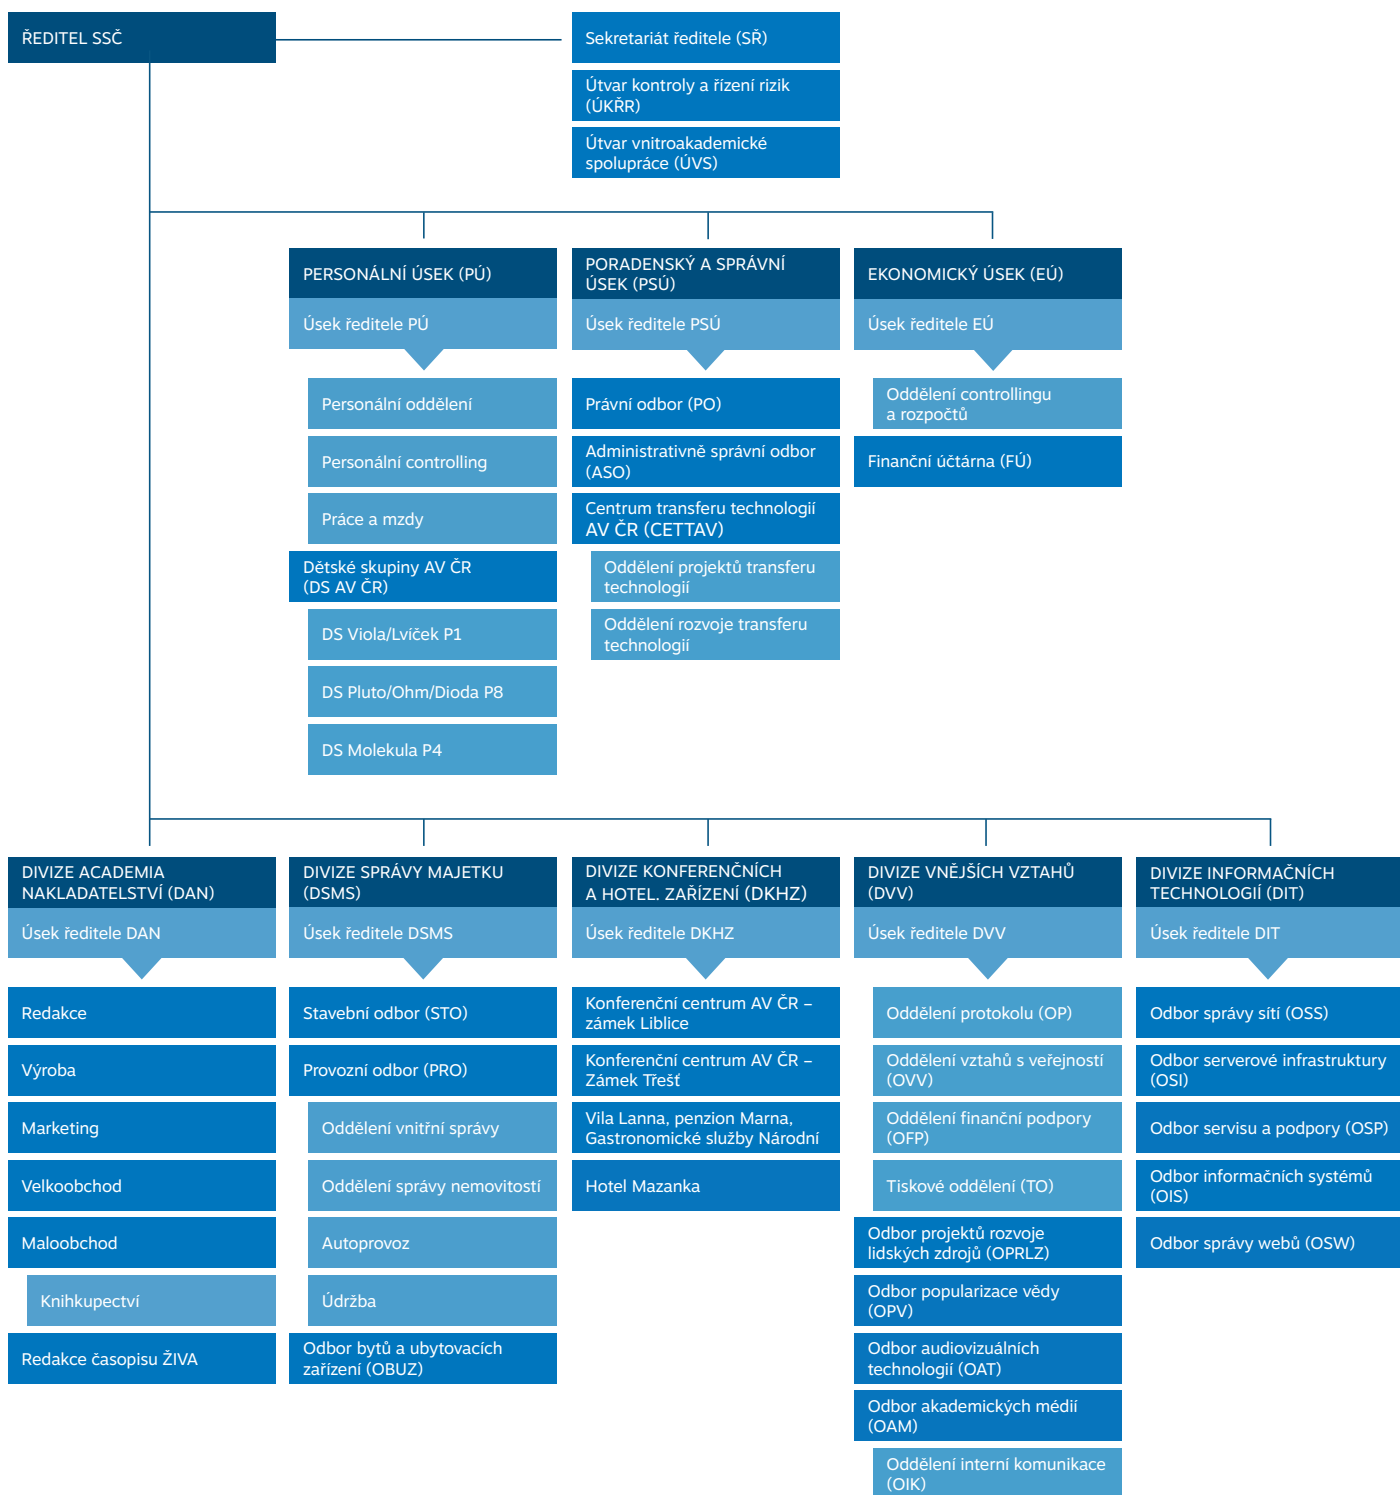 ŘEDITEL SSČ
Sekretariát ředitele (SŘ)
Útvar kontroly a řízení rizik
(ÚKŘR)
Útvar vnitroakademické
spolupráce (ÚVS)
PERSONÁLNÍ ÚSEK (PÚ)
Úsek ředitele PÚ
Personální oddělení
Personální controlling
Práce a mzdy
Dětské skupiny AV ČR
(DS AV ČR)
DS Viola/Lvíček P1
DS Pluto/Ohm/Dioda P8
DS Molekula P4
PORADENSKÝ A SPRÁVNÍ
ÚSEK (PSÚ)
Úsek ředitele PSÚ
Právní odbor (PO)
Administrativně správní odbor
(ASO)
Centrum transferu technologií
AV ČR (CETTAV)
Oddělení projektů transferu
technologií
Oddělení rozvoje transferu
technologií
EKONOMICKÝ ÚSEK (EÚ)
Úsek ředitele EÚ
Oddělení controllingu
a rozpočtů
Finanční účtárna (FÚ)
DIVIZE ACADEMIA
NAKLADATELSTVÍ (DAN)
Úsek ředitele DAN
Redakce
Výroba
Marketing
Velkoobchod
Maloobchod
Knihkupectví
Redakce časopisu ŽIVA
DIVIZE SPRÁVY MAJETKU
(DSMS)
Úsek ředitele DSMS
Stavební odbor (STO)
Provozní odbor (PRO)
Oddělení vnitřní správy
Oddělení správy nemovitostí
Autoprovoz
Údržba
Odbor bytů a ubytovacích
zařízení (OBUZ)
DIVIZE KONFERENČNÍCH
A HOTEL. ZAŘÍZENÍ (DKHZ)
Úsek ředitele DKHZ
Konferenční centrum AV ČR –
zámek Liblice
Konferenční centrum AV ČR –
Zámek Třešť
Vila Lanna, penzion Marna,
Gastronomické služby Národní
Hotel Mazanka
DIVIZE VNĚJŠÍCH VZTAHŮ
(DVV)
Úsek ředitele DVV
Oddělení protokolu (OP)
Oddělení vztahů s veřejností
(OVV)
Oddělení finanční podpory
(OFP)
Tiskové oddělení (TO)
Odbor projektů rozvoje
lidských zdrojů (OPRLZ)
Odbor popularizace vědy
(OPV)
Odbor audiovizuálních
technologií (OAT)
Odbor akademických médií
(OAM)
Oddělení interní komunikace
(OIK)
DIVIZE INFORMAČNÍCH
TECHNOLOGIÍ (DIT)
Úsek ředitele DIT
Odbor správy sítí (OSS)
Odbor serverové infrastruktury
(OSI)
Odbor servisu a podpory (OSP)
Odbor informačních systémů
(OIS)
Odbor správy webů (OSW)